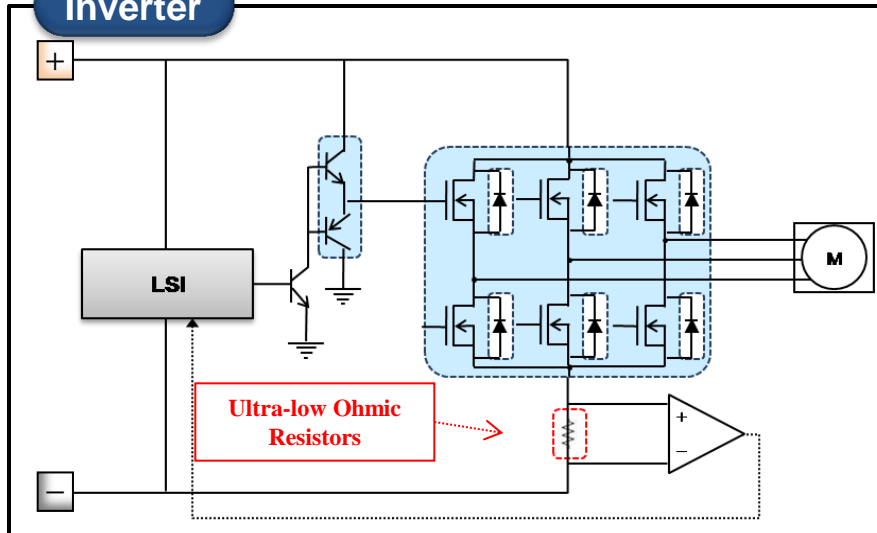 Inverter
+
LSI
M
Ultra-low Ohmic
Resistors
+
−
−